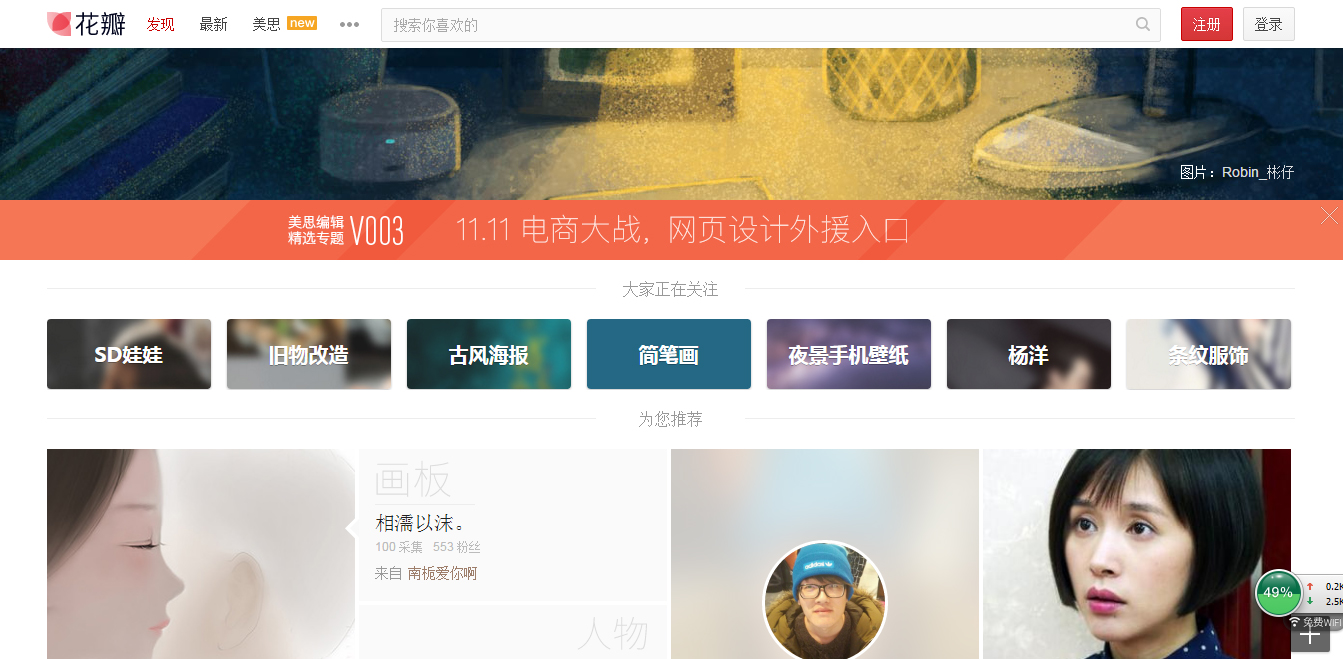 花瓣
发现
最新
美思 new
搜索你喜欢的
注册
登录
图片：Robin_彬仔
美思编辑
精选专题
V003
11.11 电商大战，网页设计外援入口
大家正在关注
SD娃娃
旧物改造
古风海报
简笔画
夜景手机壁纸
杨洋
条纹服饰
为您推荐
画板
相濡以沫。
100 采集 553 粉丝
来自 南栀爱你啊
人物
adidas
49%
0.2K
2.5K
免费WiFi